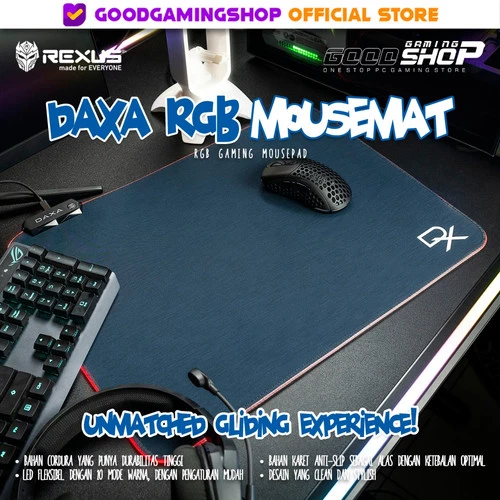 GOODGAMINGSHOP OFFICIAL STORE
REXUS®
made for EVERYONE
GOOD GAMING SHOP
ONE STOP PC GAMING STORE
DAXA RGB MOUSEMAT
RGB GAMING MOUSEPAD
DAXA
DX
UNMATCHED GLIDING EXPERIENCE!
• BAHAN CORDURA YANG PUNYA DURABILITAS TINGGI
• LED FLEKSIBEL DENGAN 10 MODE WARNA, DENGAN PENGATURAN MUDAH
• BAHAN KARET ANTI-SLIP SEBAGAI ALAS DENGAN KETEBALAN OPTIMAL
• DESAIN YANG CLEAN DAN STYLISH